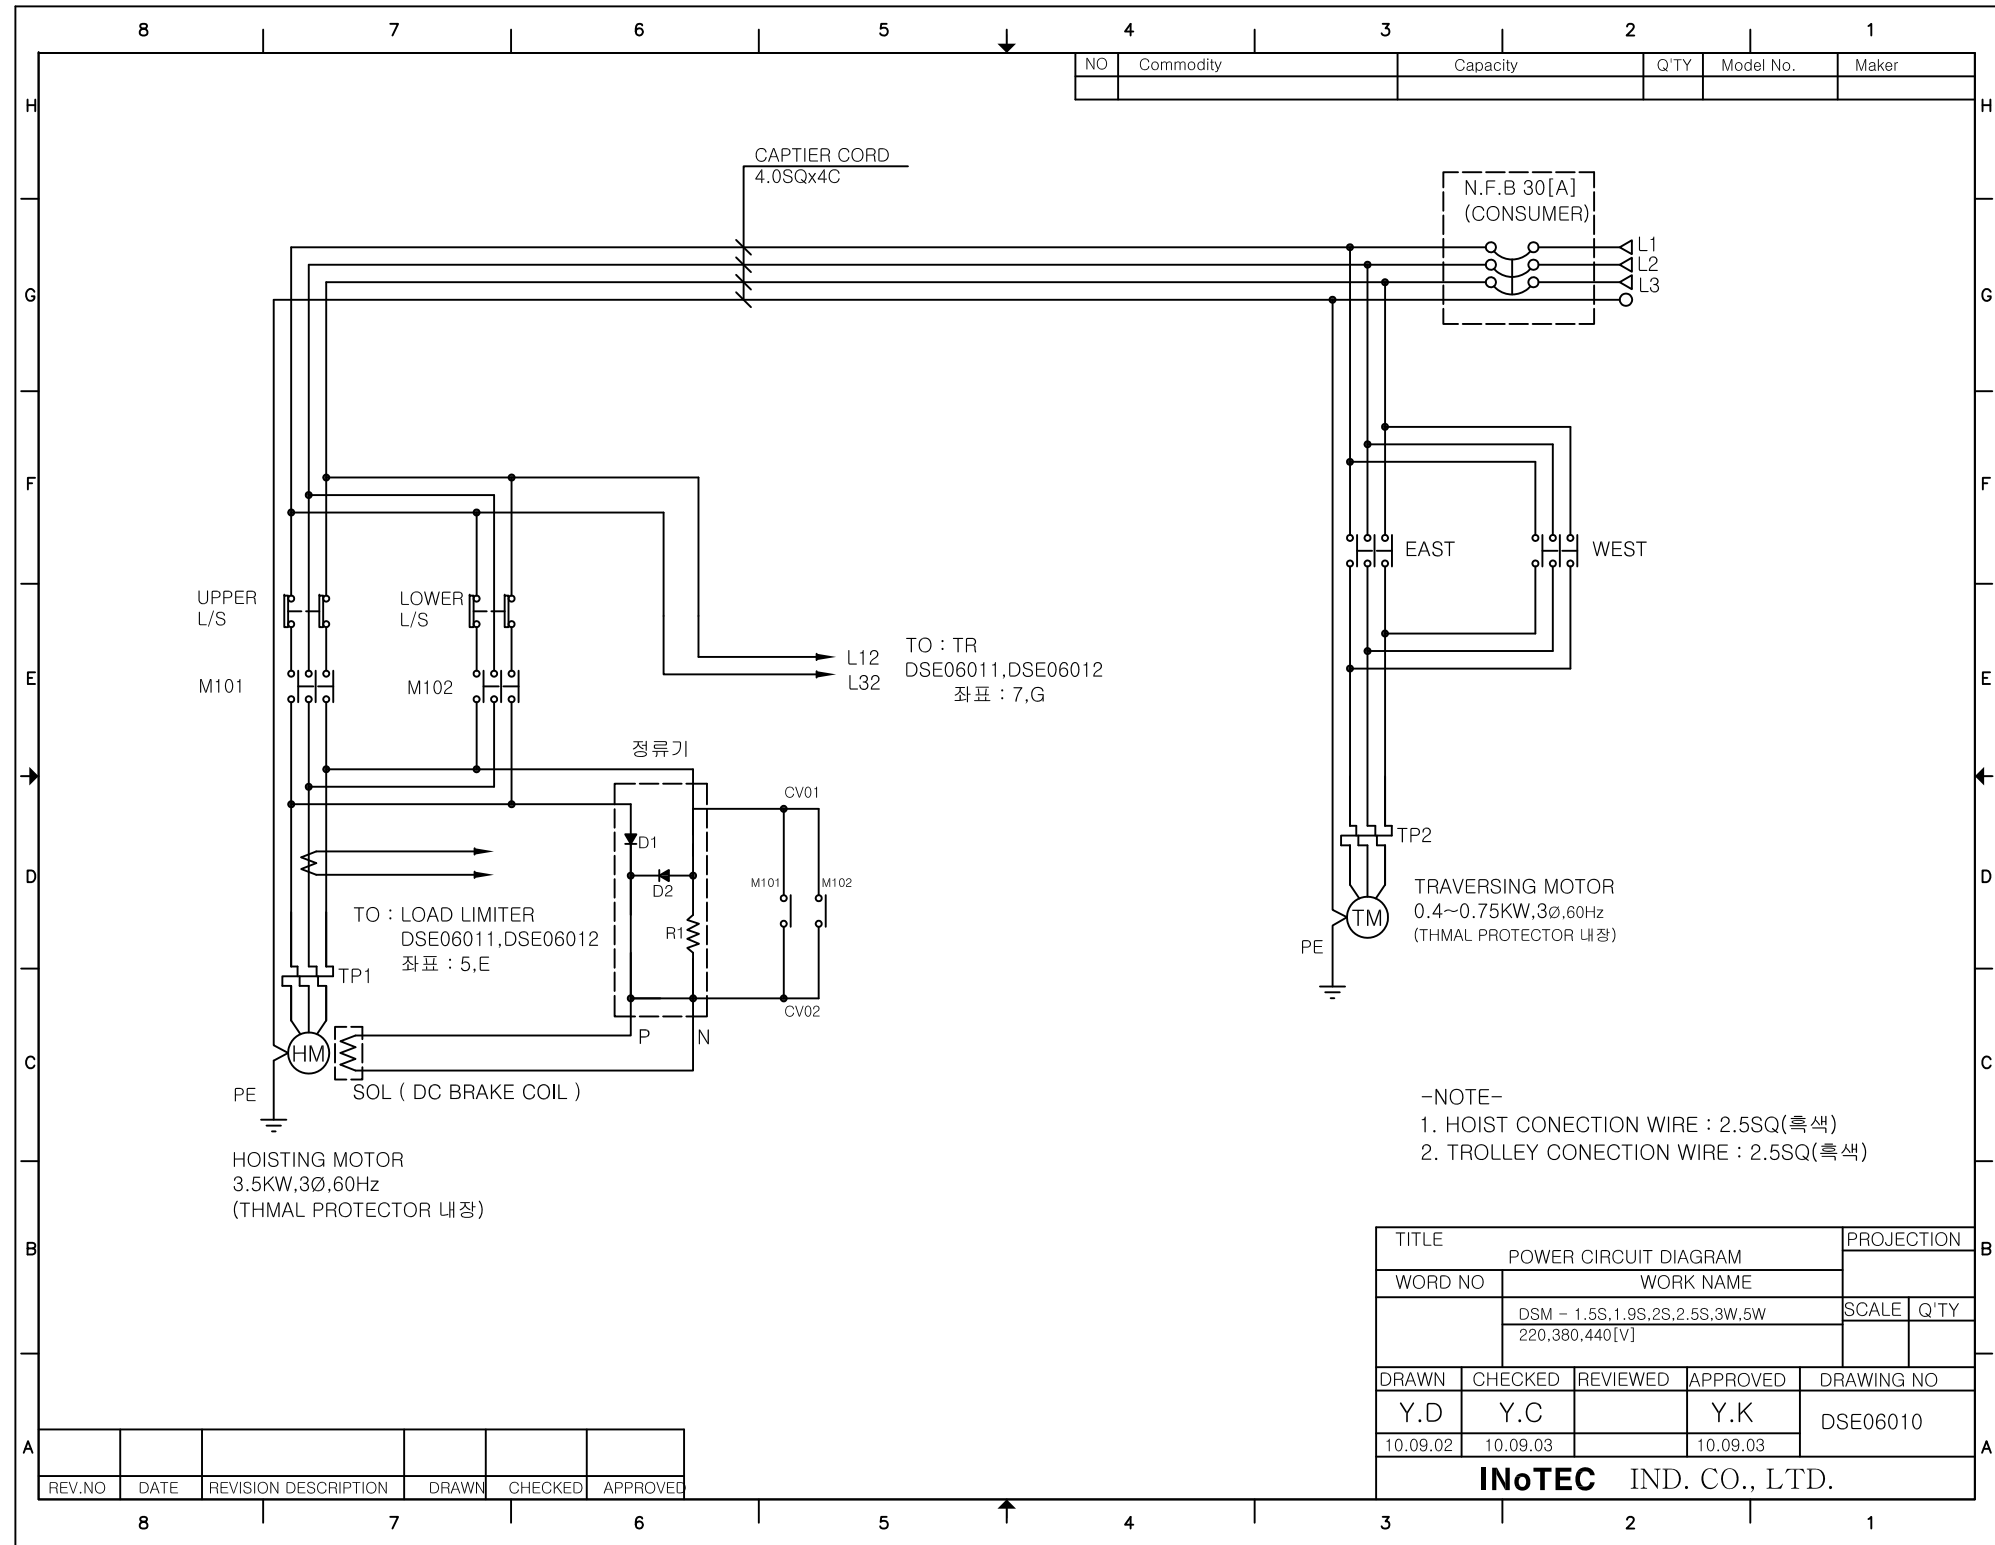 8 7 6 5 4 3 2 1
NO Commodity Capacity Q'TY Model No. Maker
H H
CAPTIER CORD
4.0SQx4C
N.F.B 30[A]
(CONSUMER)
L1
L2
L3
G G
F F
EAST WEST
UPPER
L/S
LOWER
L/S
M101 M102
L12
L32
TO : TR
DSE06011,DSE06012
좌표 : 7,G
E E
정류기
CV01
D1
D2
M101 M102
R1
CV02
P N
D D
TO : LOAD LIMITER
DSE06011,DSE06012
좌표 : 5,E
TP1
HM
PE
SOL ( DC BRAKE COIL )
HOISTING MOTOR
3.5KW,3Ø,60Hz
(THMAL PROTECTOR 내장)
TP2
TM
PE
TRAVERSING MOTOR
0.4~0.75KW,3Ø,60Hz
(THMAL PROTECTOR 내장)
C C
-NOTE-
1. HOIST CONECTION WIRE : 2.5SQ(흑색)
2. TROLLEY CONECTION WIRE : 2.5SQ(흑색)
B B
TITLE
POWER CIRCUIT DIAGRAM
PROJECTION
WORD NO WORK NAME
DSM - 1.5S,1.9S,2S,2.5S,3W,5W
220,380,440[V]
SCALE Q'TY
DRAWN CHECKED REVIEWED APPROVED DRAWING NO
Y.D Y.C Y.K DSE06010
10.09.02 10.09.03 10.09.03
INoTEC IND. CO., LTD.
A A
REV.NO DATE REVISION DESCRIPTION DRAWN CHECKED APPROVED
8 7 6 5 4 3 2 1